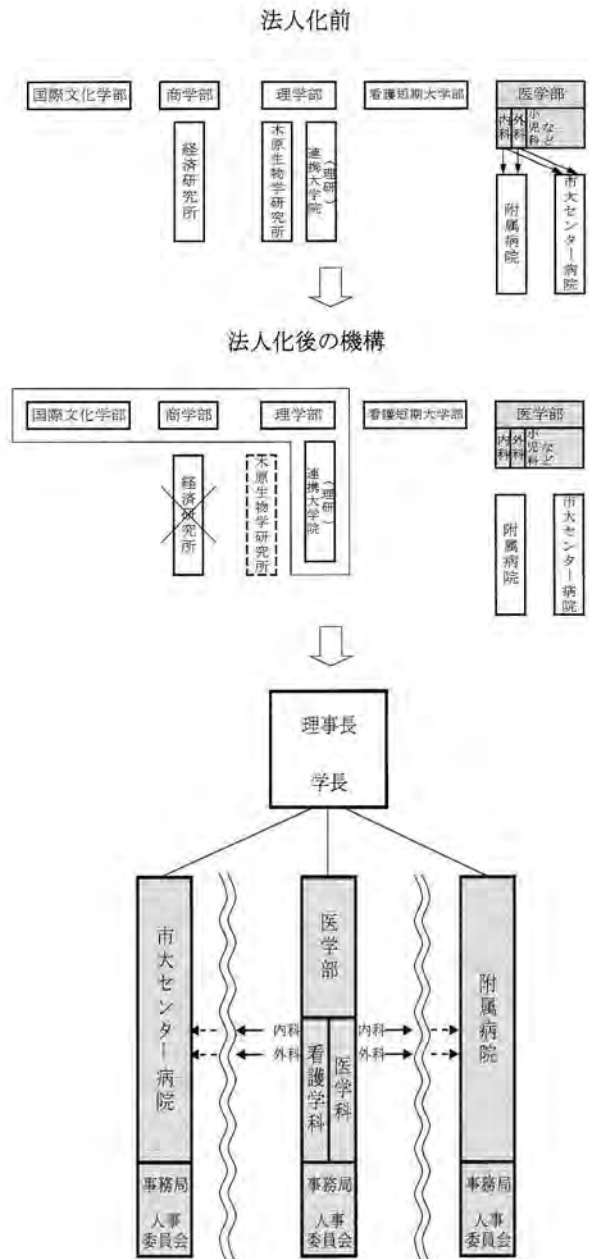 法人化前
国際文化学部
商学部
理学部
看護短期大学部
医学部
内科
外科
小児科
など
経済研究所
木原生物学研究所
(理研)
連携大学院
附属病院
市大センター病院
法人化後の機構
国際文化学部
商学部
理学部
看護短期大学部
医学部
内科
外科
小児科
など
経済研究所
木原生物学研究所
(理研)
連携大学院
附属病院
市大センター病院
理事長
学長
市大センター病院
医学部
附属病院
内科
内科
外科
外科
看護学科
医学科
事務局
人事
委員会
事務局
人事
委員会
事務局
人事
委員会